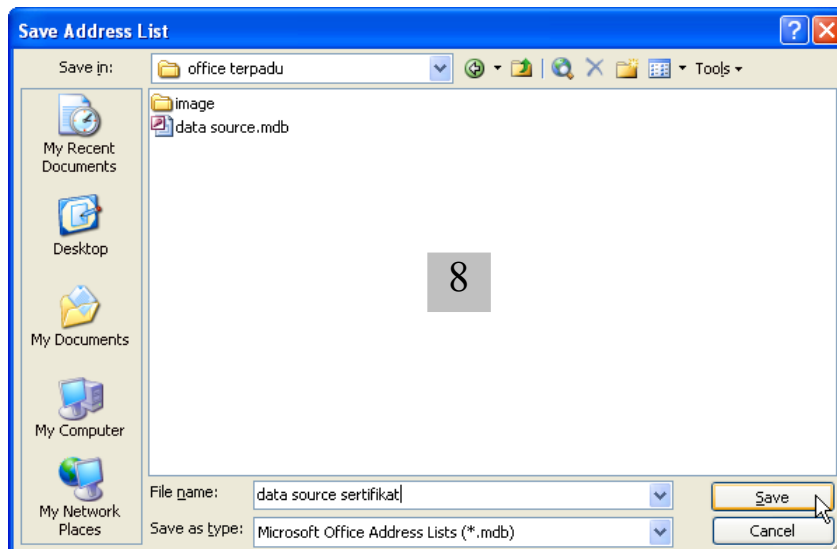 Save Address List
Save in:
office terpadu
Tools
image
data source.mdb
My Recent
Documents
Desktop
My Documents
My Computer
My Network
Places
8
File name:
data source sertifikat
Save
Save as type:
Microsoft Office Address Lists (*.mdb)
Cancel